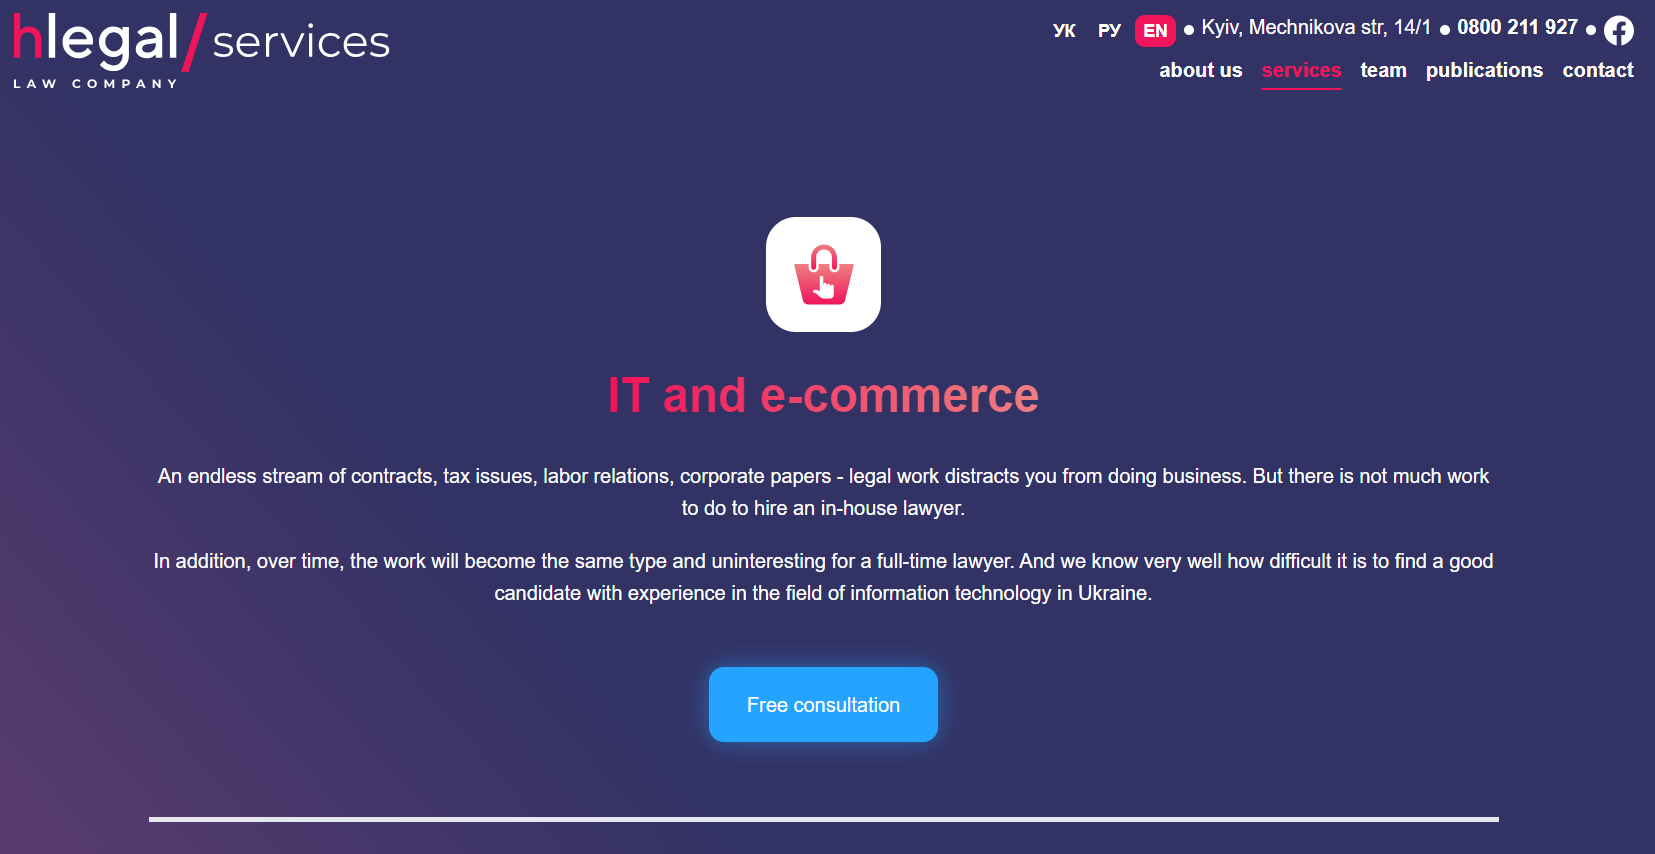 hlegal/services
LAW COMPANY
УК РУ EN Kyiv, Mechnikova str, 14/1 0800 211 927
about us services team publications contact
IT and e-commerce
An endless stream of contracts, tax issues, labor relations, corporate papers - legal work distracts you from doing business. But there is not much work
to do to hire an in-house lawyer.
In addition, over time, the work will become the same type and uninteresting for a full-time lawyer. And we know very well how difficult it is to find a good
candidate with experience in the field of information technology in Ukraine.
Free consultation